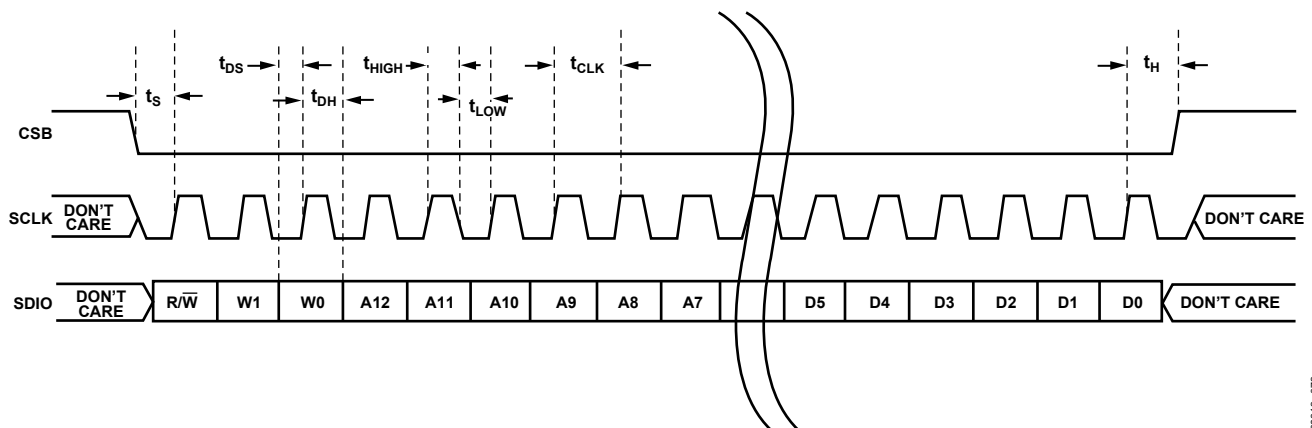 tDS
tHIGH
tCLK
tH
tS
tDH
tLOW
CSB
SCLK
DON'T
CARE
DON'T CARE
SDIO
DON'T
CARE
R/W̅
W1
W0
A12
A11
A10
A9
A8
A7
D5
D4
D3
D2
D1
D0
DON'T CARE